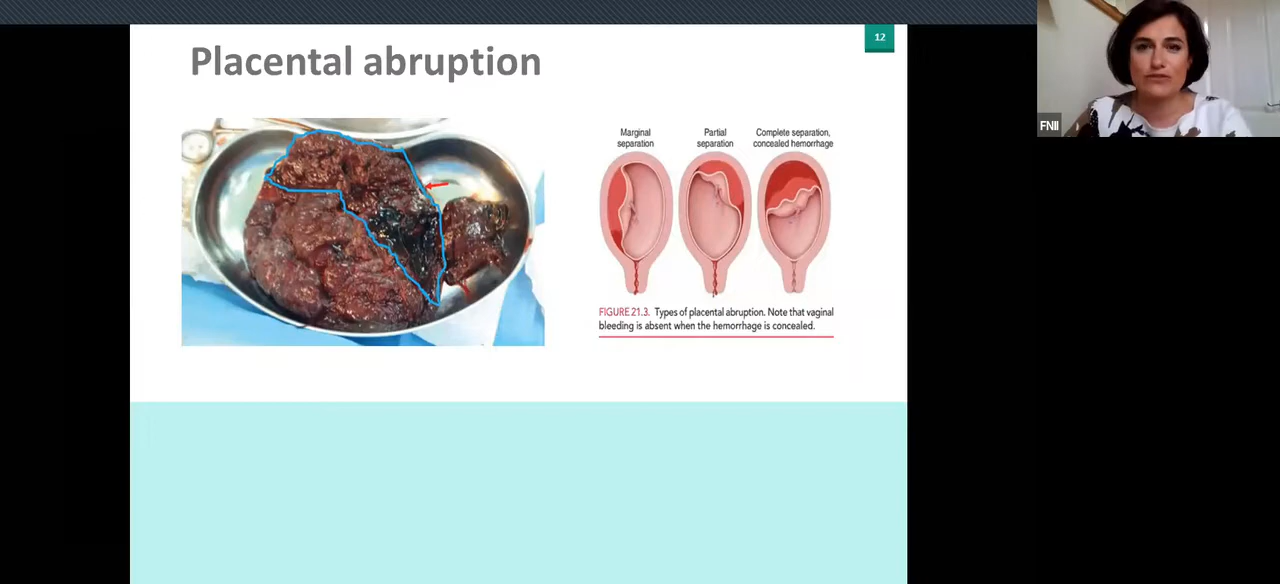 12
Placental abruption
Marginal
separation
Partial
separation
Complete separation,
concealed hemorrhage
FIGURE 21.3. Types of placental abruption. Note that vaginal
bleeding is absent when the hemorrhage is concealed.
FNII